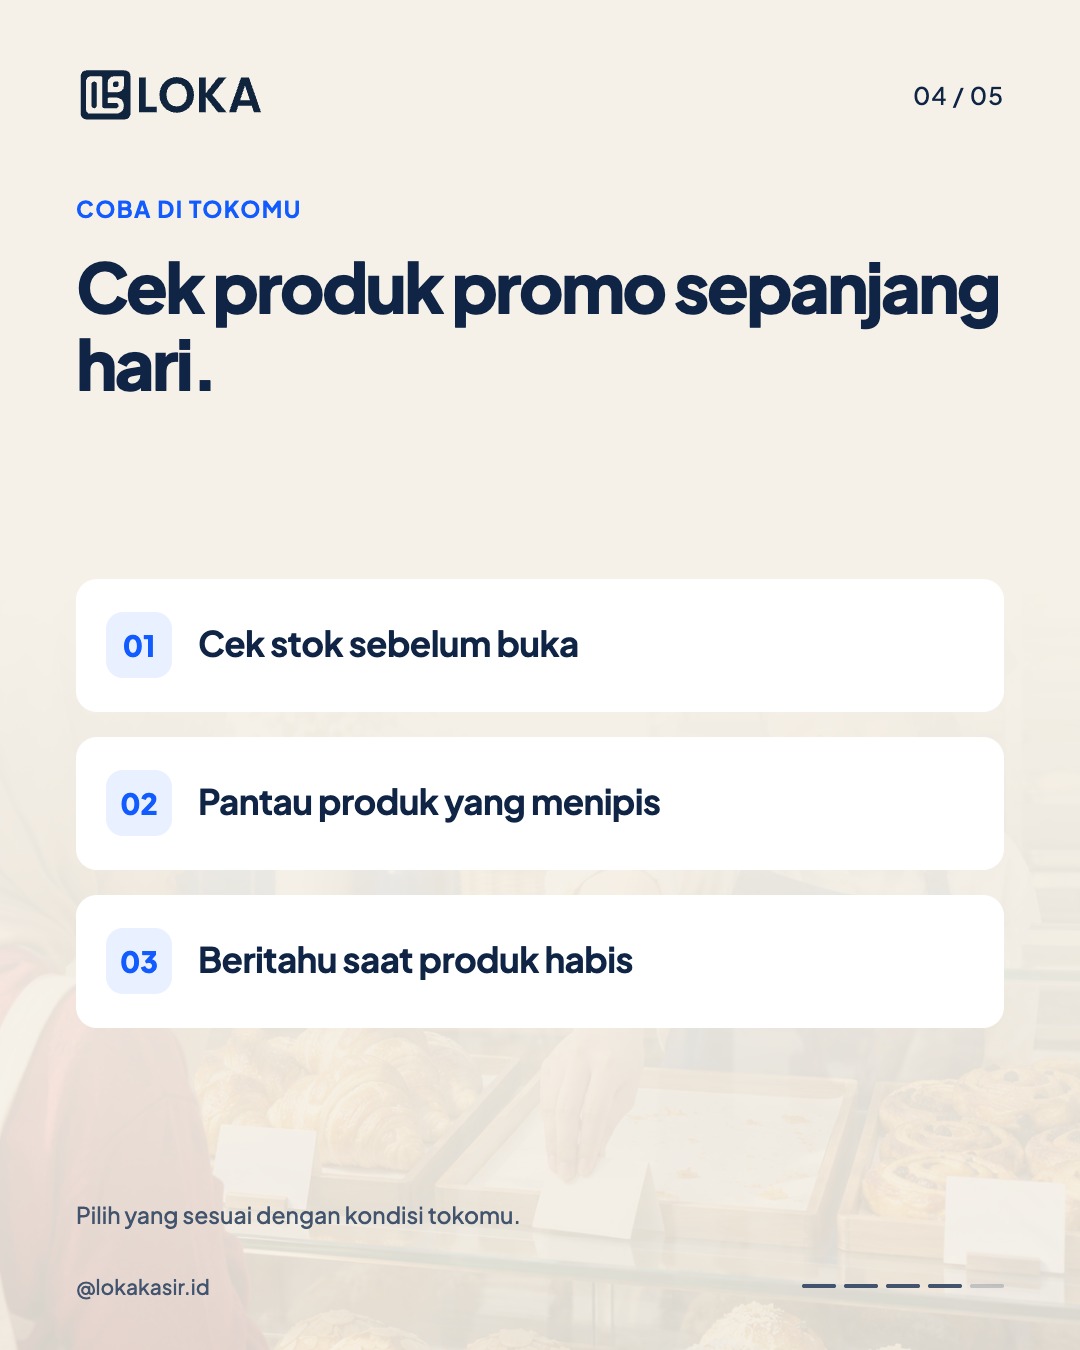 LOKA
04 / 05
COBA DI TOKOMU
Cek produk promo sepanjang
hari.
01 Cek stok sebelum buka
02 Pantau produk yang menipis
03 Beritahu saat produk habis
Pilih yang sesuai dengan kondisi tokomu.
@lokakasir.id